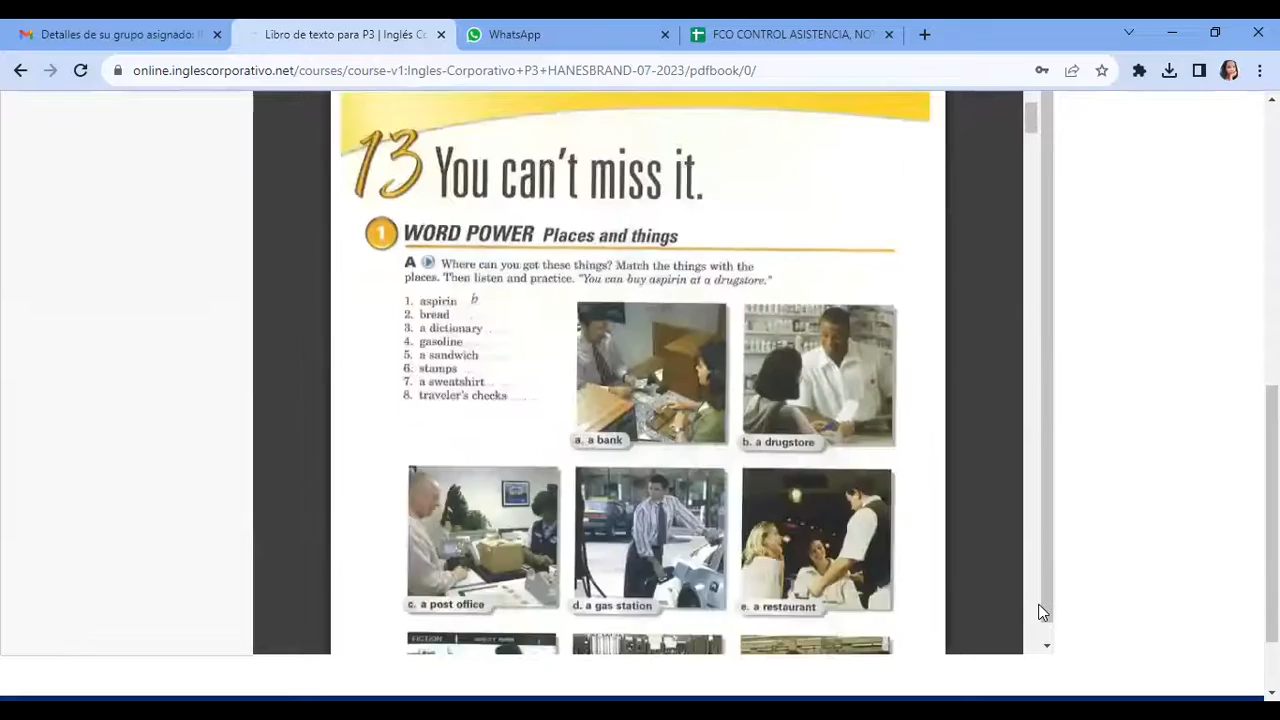 Detalles de su grupo asignado: I
Libro de texto para P3 | Inglés Co
WhatsApp
FCO CONTROL ASISTENCIA, NOT
online.inglescorporativo.net/courses/course-v1:Ingles-Corporativo+P3+HANESBRAND-07-2023/pdfbook/0/
13 You can't miss it.
1 WORD POWER Places and things
A Where can you get these things? Match the things with the
places. Then listen and practice. "You can buy aspirin at a drugstore."
1. aspirin b
2. bread
3. a dictionary
4. gasoline
5. a sandwich
6. stamps
7. a sweatshirt
8. traveler's checks
a. a bank
b. a drugstore
c. a post office
d. a gas station
e. a restaurant
FICTION